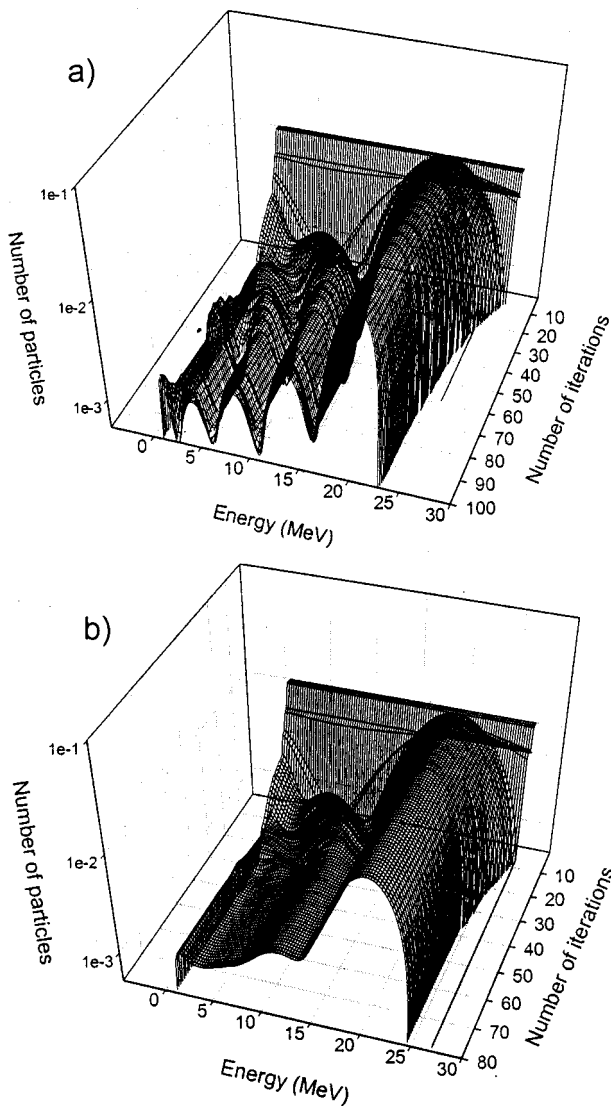 a)
1e-1
1e-2
1e-3
Number of particles
0
5
10
15
20
25
30
Energy (MeV)
10
20
30
40
50
60
70
80
90
100
Number of iterations
b)
1e-1
1e-2
1e-3
Number of particles
0
5
10
15
20
25
30
Energy (MeV)
10
20
30
40
50
60
70
80
Number of iterations